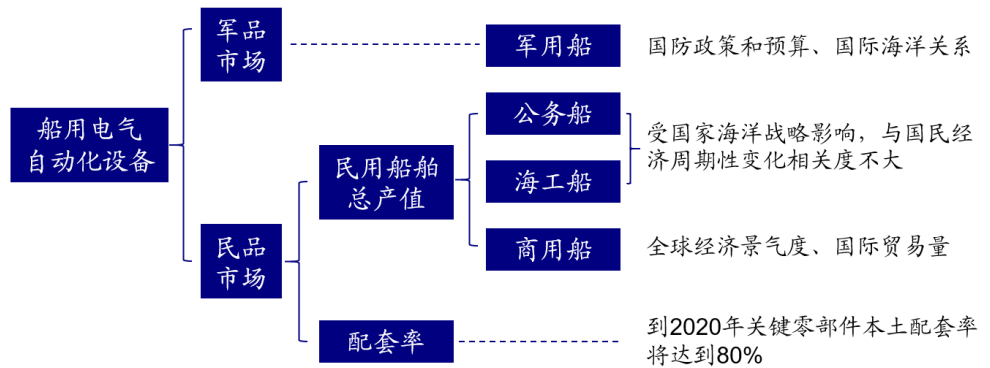 军品
市场
军用船
国防政策和预算、国际海洋关系
船用电气
自动化设备
公务船
受国家海洋战略影响，与国民经
济周期性变化相关度不大
民用船舶
总产值
海工船
民品
市场
商用船
全球经济景气度、国际贸易量
配套率
到2020年关键零部件本土配套率
将达到80%